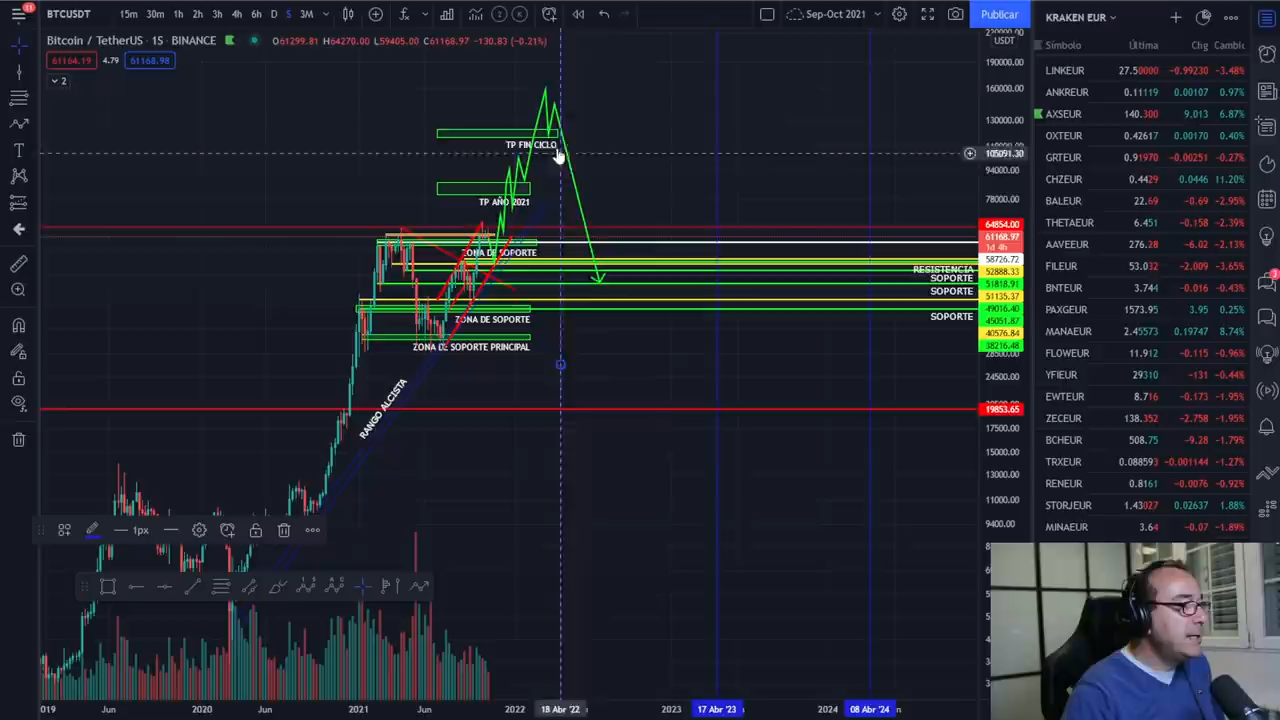 11
BTCUSDT
15m 30m 1h 2h 3h 4h 6h D S 3M
Sep-Oct 2021
Publicar
KRAKEN EUR
Bitcoin / TetherUS · 1S · BINANCE
O61299.81 H64270.00 L59405.00 C61168.97 -130.83 (-0.21%)
61164.19 4.79 61168.98
2
USDT
190000.00
160000.00
130000.00
105091.30
94000.00
78000.00
64854.00
61168.97
1d 4h
58726.72
52888.33
51818.91
51135.37
49016.40
45051.87
40576.84
38216.48
28500.00
24500.00
19853.65
17500.00
15000.00
13000.00
11000.00
9400.00
TP FIN CICLO
TP AÑO 2021
ZONA DE SOPORTE
RESISTENCIA
SOPORTE
SOPORTE
SOPORTE
ZONA DE SOPORTE
ZONA DE SOPORTE PRINCIPAL
RANGO ALCISTA
1px
019 Jun 2020 Jun 2021 Jun 2022 18 Abr '22 2023 17 Abr '23 2024 08 Abr '24
Símbolo Última Chg Cambio
LINKEUR 27.50000 -0.99230 -3.48%
ANKREUR 0.11119 0.00107 0.97%
AXSEUR 140.300 9.013 6.87%
OXTEUR 0.42617 0.00170 0.40%
GRTEUR 0.91970 -0.00251 -0.27%
CHZEUR 0.4429 0.0446 11.20%
BALEUR 22.69 -0.69 -2.95%
THETAEUR 6.451 -0.158 -2.39%
AAVEEUR 276.28 -6.02 -2.13%
FILEUR 53.032 -2.009 -3.65%
BNTEUR 3.744 -0.016 -0.43%
PAXGEUR 1573.95 3.95 0.25%
MANAEUR 2.45573 0.19747 8.74%
FLOWEUR 11.912 -0.115 -0.96%
YFIEUR 29310 -131 -0.44%
EWTEUR 8.716 -0.173 -1.95%
ZECEUR 138.352 -2.758 -1.95%
BCHEUR 508.75 -9.28 -1.79%
TRXEUR 0.088593 -0.001144 -1.27%
RENEUR 0.8161 -0.0076 -0.92%
STORJEUR 1.43027 0.02637 1.88%
MINAEUR 3.64 -0.07 -1.89%